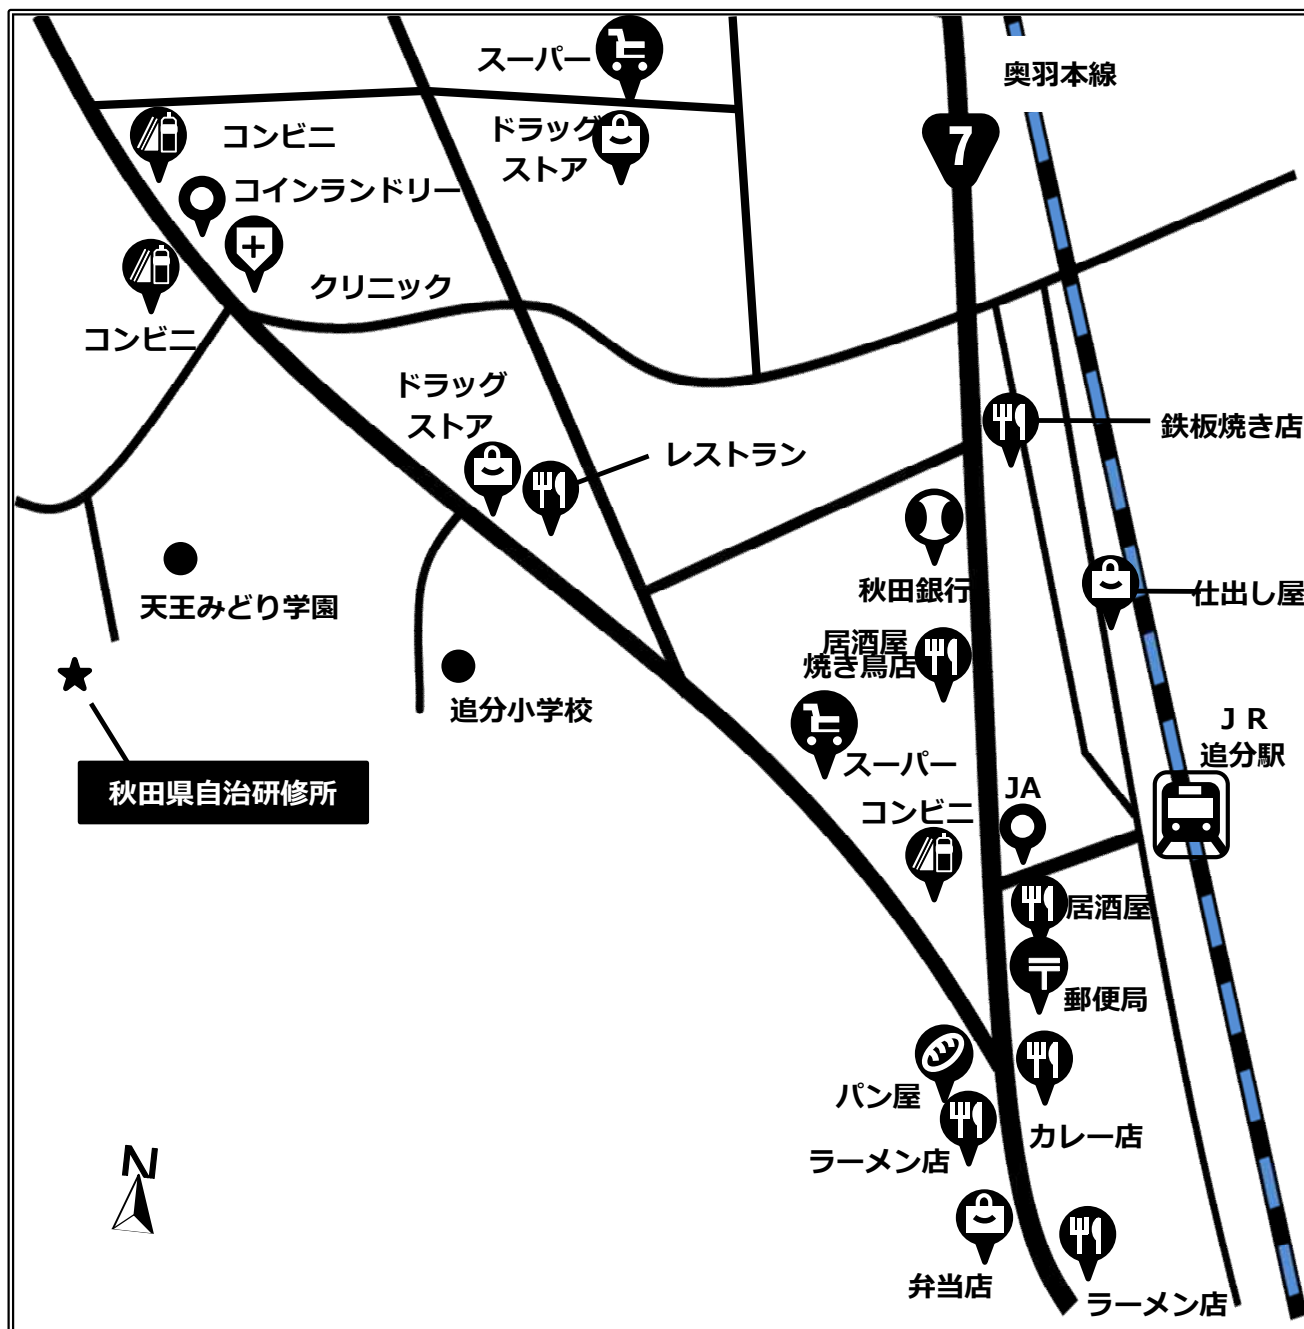 スーパー
奥羽本線
ドラッグ
ストア
コンビニ
7
コインランドリー
クリニック
コンビニ
ドラッグ
ストア
レストラン
鉄板焼き店
秋田銀行
仕出し屋
天王みどり学園
居酒屋
焼き鳥店
追分小学校
ＪＲ
追分駅
スーパー
秋田県自治研修所
JA
コンビニ
居酒屋
郵便局
パン屋
カレー店
ラーメン店
N
弁当店
ラーメン店